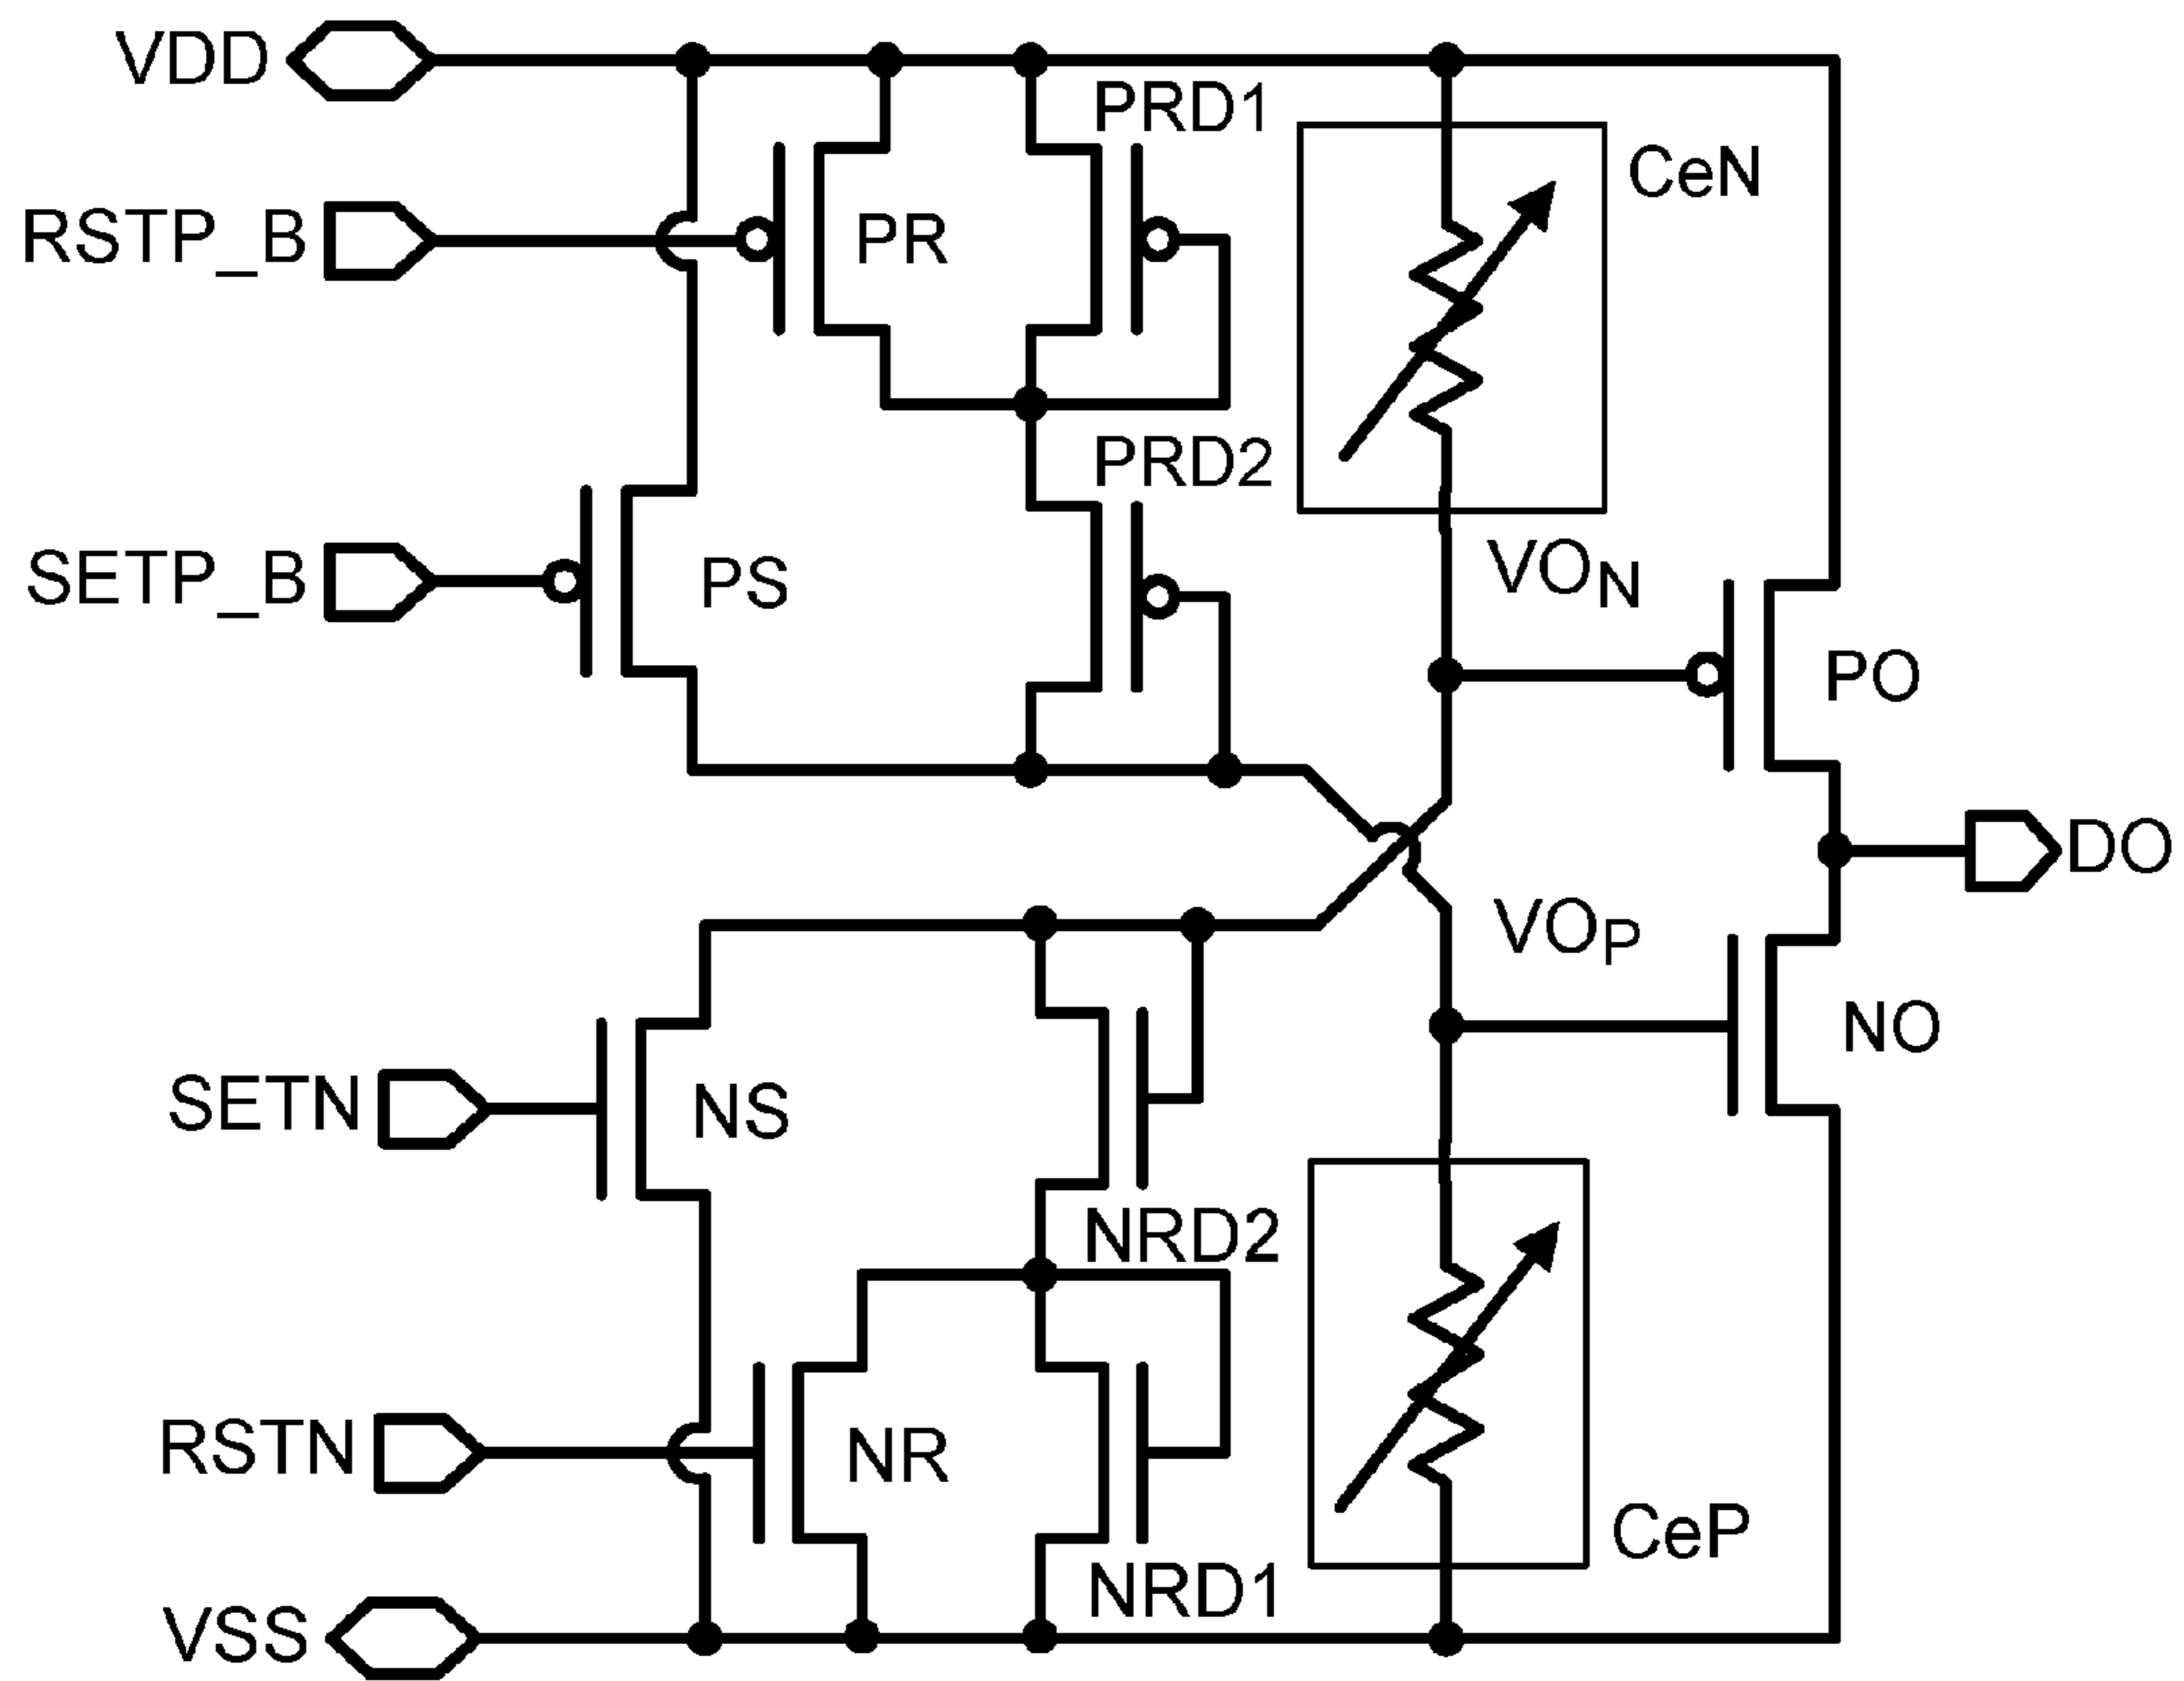 VDD
PRD1
CeN
RSTP_B
PR
PRD2
SETP_B
PS
VON
PO
DO
VOP
NO
SETN
NS
NRD2
RSTN
NR
CeP
NRD1
VSS